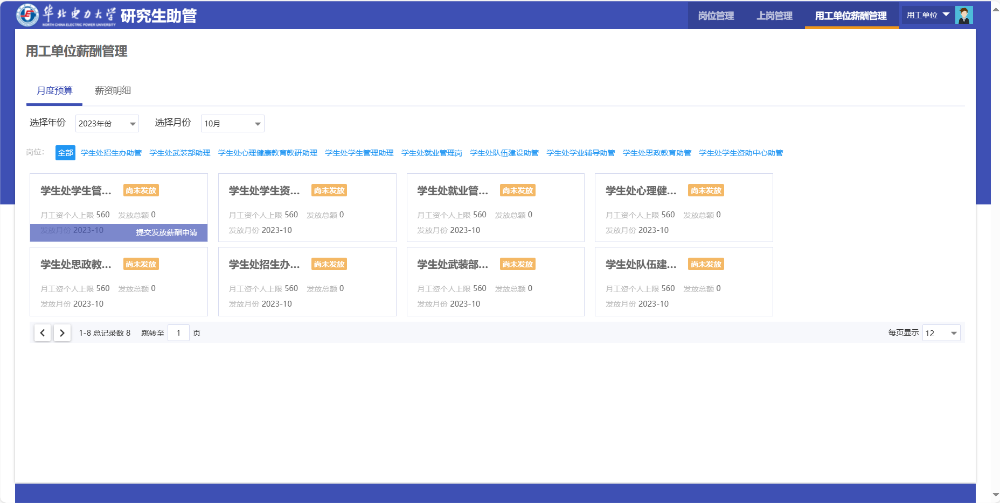 华北电力大学 研究生助管
NORTH CHINA ELECTRIC POWER UNIVERSITY
岗位管理 上岗管理 用工单位薪酬管理 用工单位
用工单位薪酬管理
月度预算 薪资明细
选择年份 2023年份 选择月份 10月
岗位: 全部 学生处招生办助管 学生处武装部助理 学生处心理健康教育教研助理 学生处学生管理助理 学生处就业管理岗 学生处队伍建设助管 学生处学业辅导助管 学生处思政教育助管 学生处学生资助中心助管
学生处学生管... 尚未发放 学生处学生资... 尚未发放 学生处就业管... 尚未发放 学生处心理健... 尚未发放
月工资个人上限 560 发放总额 0 月工资个人上限 560 发放总额 0 月工资个人上限 560 发放总额 0 月工资个人上限 560 发放总额 0
发放月份 2023-10 提交发放薪酬申请 发放月份 2023-10 发放月份 2023-10 发放月份 2023-10
学生处思政教... 尚未发放 学生处招生办... 尚未发放 学生处武装部... 尚未发放 学生处队伍建... 尚未发放
月工资个人上限 560 发放总额 0 月工资个人上限 560 发放总额 0 月工资个人上限 560 发放总额 0 月工资个人上限 560 发放总额 0
发放月份 2023-10 发放月份 2023-10 发放月份 2023-10 发放月份 2023-10
1-8 总记录数 8 跳转至 1 页 每页显示 12